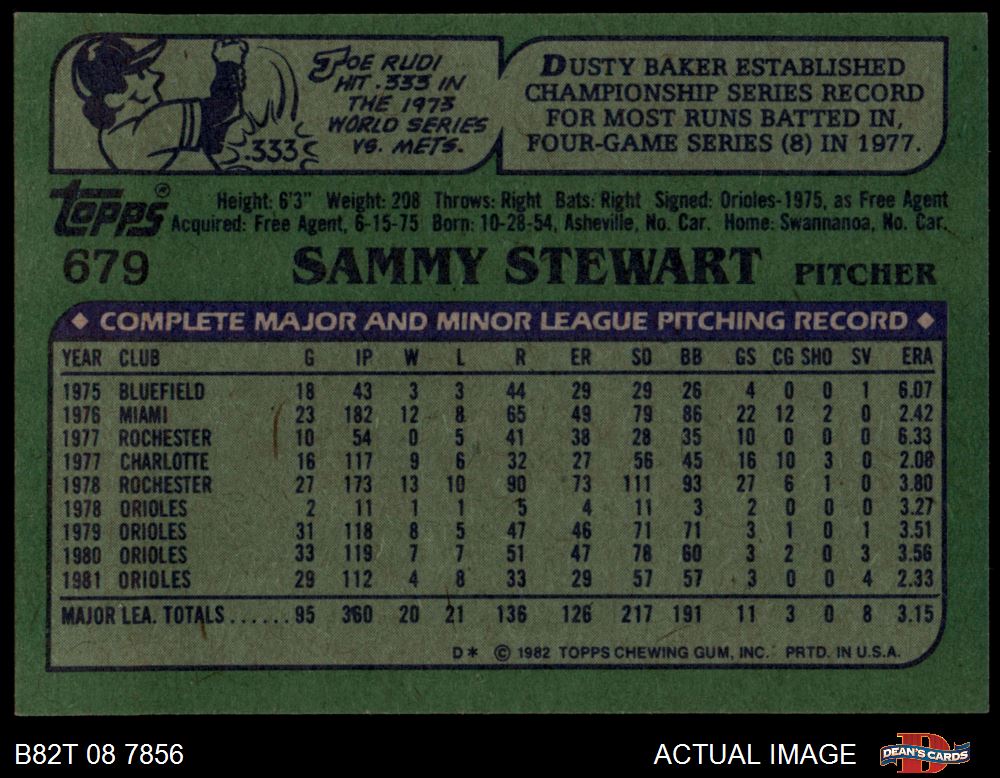 JOE RUDI
HIT .333 IN
THE 1973
WORLD SERIES
VS. METS.
.333
DUSTY BAKER ESTABLISHED
CHAMPIONSHIP SERIES RECORD
FOR MOST RUNS BATTED IN,
FOUR-GAME SERIES (8) IN 1977.
topps®
Height: 6'3" Weight: 208 Throws: Right Bats: Right Signed: Orioles-1975, as Free Agent
Acquired: Free Agent, 6-15-75 Born: 10-28-54, Asheville, No. Car. Home: Swannanoa, No. Car.
679 SAMMY STEWART PITCHER
◆ COMPLETE MAJOR AND MINOR LEAGUE PITCHING RECORD ◆
YEAR CLUB G IP W L R ER SO BB GS CG SHO SV ERA
1975 BLUEFIELD 18 43 3 3 44 29 29 26 4 0 0 1 6.07
1976 MIAMI 23 182 12 8 65 49 79 86 22 12 2 0 2.42
1977 ROCHESTER 10 54 0 5 41 38 28 35 10 0 0 0 6.33
1977 CHARLOTTE 16 117 9 6 32 27 56 45 16 10 3 0 2.08
1978 ROCHESTER 27 173 13 10 90 73 111 93 27 6 1 0 3.80
1978 ORIOLES 2 11 1 1 5 4 11 3 2 0 0 0 3.27
1979 ORIOLES 31 118 8 5 47 46 71 71 3 1 0 1 3.51
1980 ORIOLES 33 119 7 7 51 47 78 60 3 2 0 3 3.56
1981 ORIOLES 29 112 4 8 33 29 57 57 3 0 0 4 2.33
MAJOR LEA. TOTALS......95 360 20 21 136 126 217 191 11 3 0 8 3.15
D* © 1982 TOPPS CHEWING GUM, INC. PRTD. IN U.S.A.
B82T 08 7856
ACTUAL IMAGE
DEAN'S CARDS